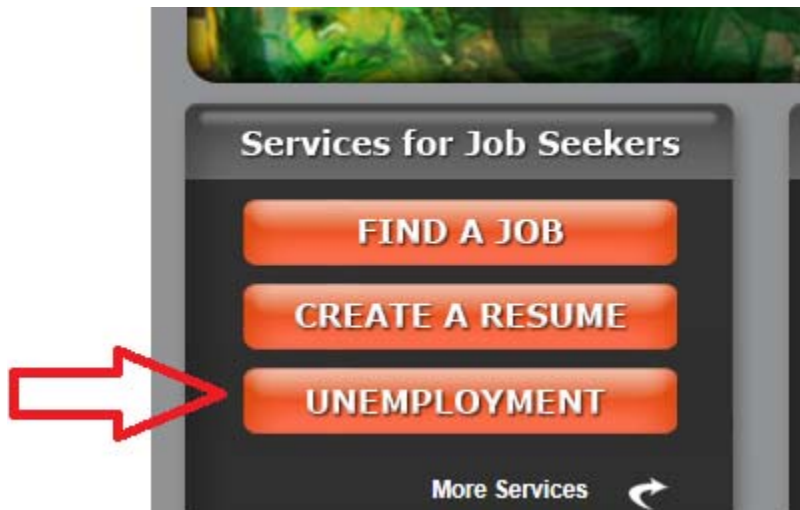 Services for Job Seekers
FIND A JOB
CREATE A RESUME
UNEMPLOYMENT
More Services